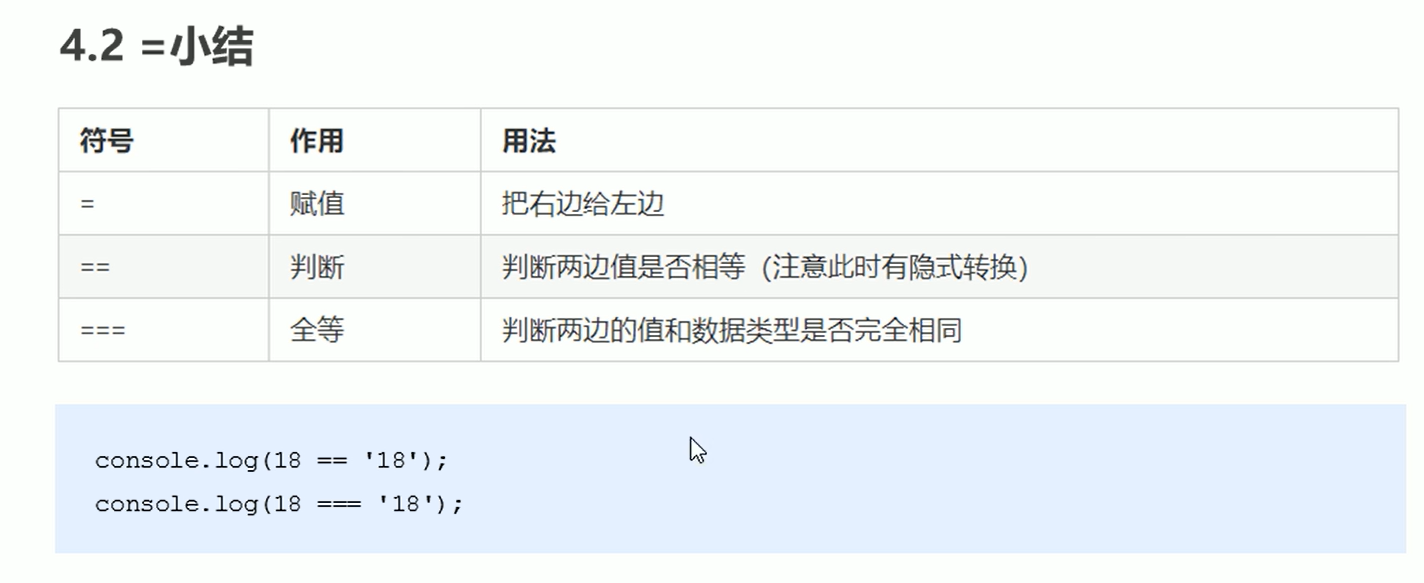 4.2 =小结
符号 作用 用法
= 赋值 把右边给左边
== 判断 判断两边值是否相等（注意此时有隐式转换）
=== 全等 判断两边的值和数据类型是否完全相同
console.log(18 == '18');
console.log(18 === '18');